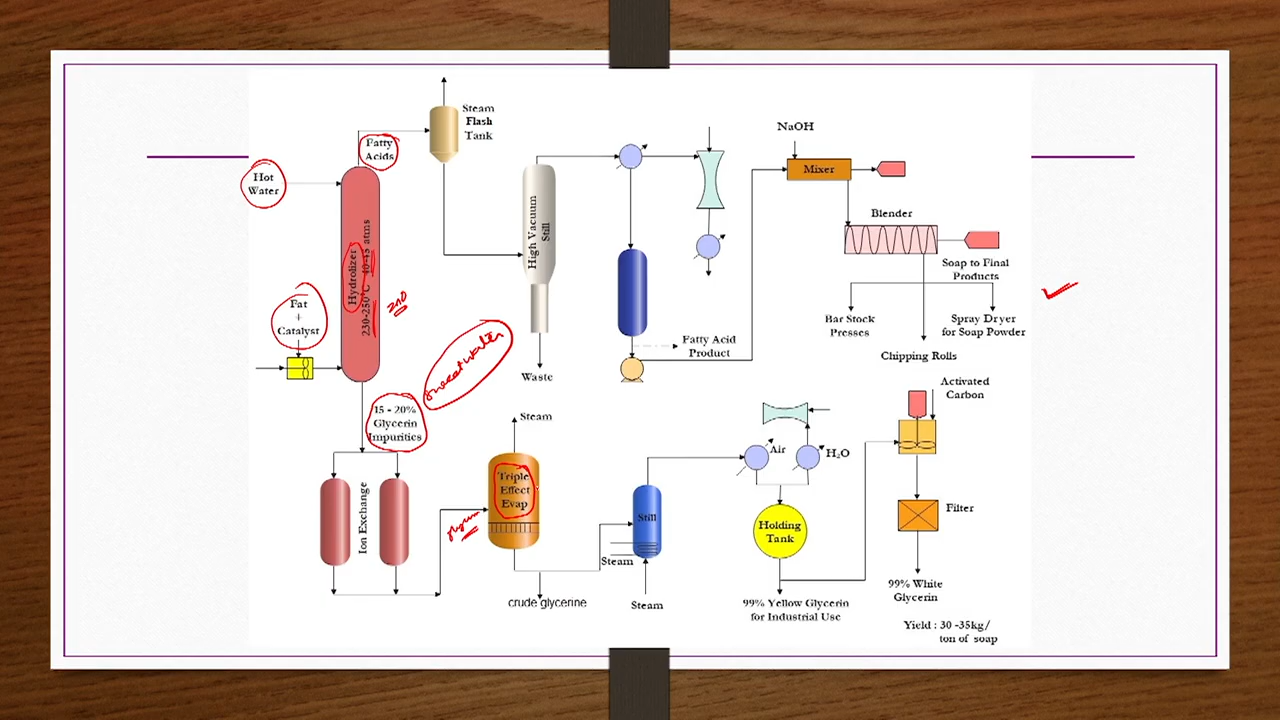 Steam
Flash
Tank
Fatty
Acids
Hot
Water
Hydrolizer
230-250°C 40-45 atms
Fat
+
Catalyst
High Vacuum
Still
Waste
Fatty Acid
Product
NaOH
Mixer
Blender
Soap to Final
Products
Bar Stock
Presses
Spray Dryer
for Soap Powder
Chipping Rolls
sweet water
15 - 20%
Glycerin
Impurities
Ion Exchange
Steam
Triple
Effect
Evap
crude glycerine
Still
Steam
Steam
Air
H₂O
Holding
Tank
99% Yellow Glycerin
for Industrial Use
Activated
Carbon
Filter
99% White
Glycerin
Yield : 30 -35kg/
ton of soap